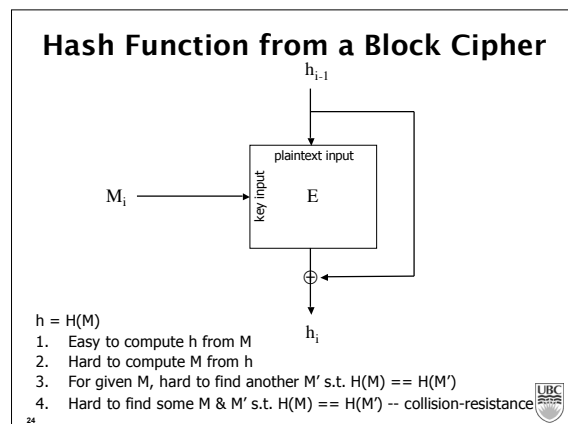 Hash Function from a Block Cipher
h_{i-1}
plaintext input
key input
E
M_i
h_i
h = H(M)
1. Easy to compute h from M
2. Hard to compute M from h
3. For given M, hard to find another M’ s.t. H(M) == H(M’)
4. Hard to find some M & M’ s.t. H(M) == H(M’) -- collision-resistance
UBC
24